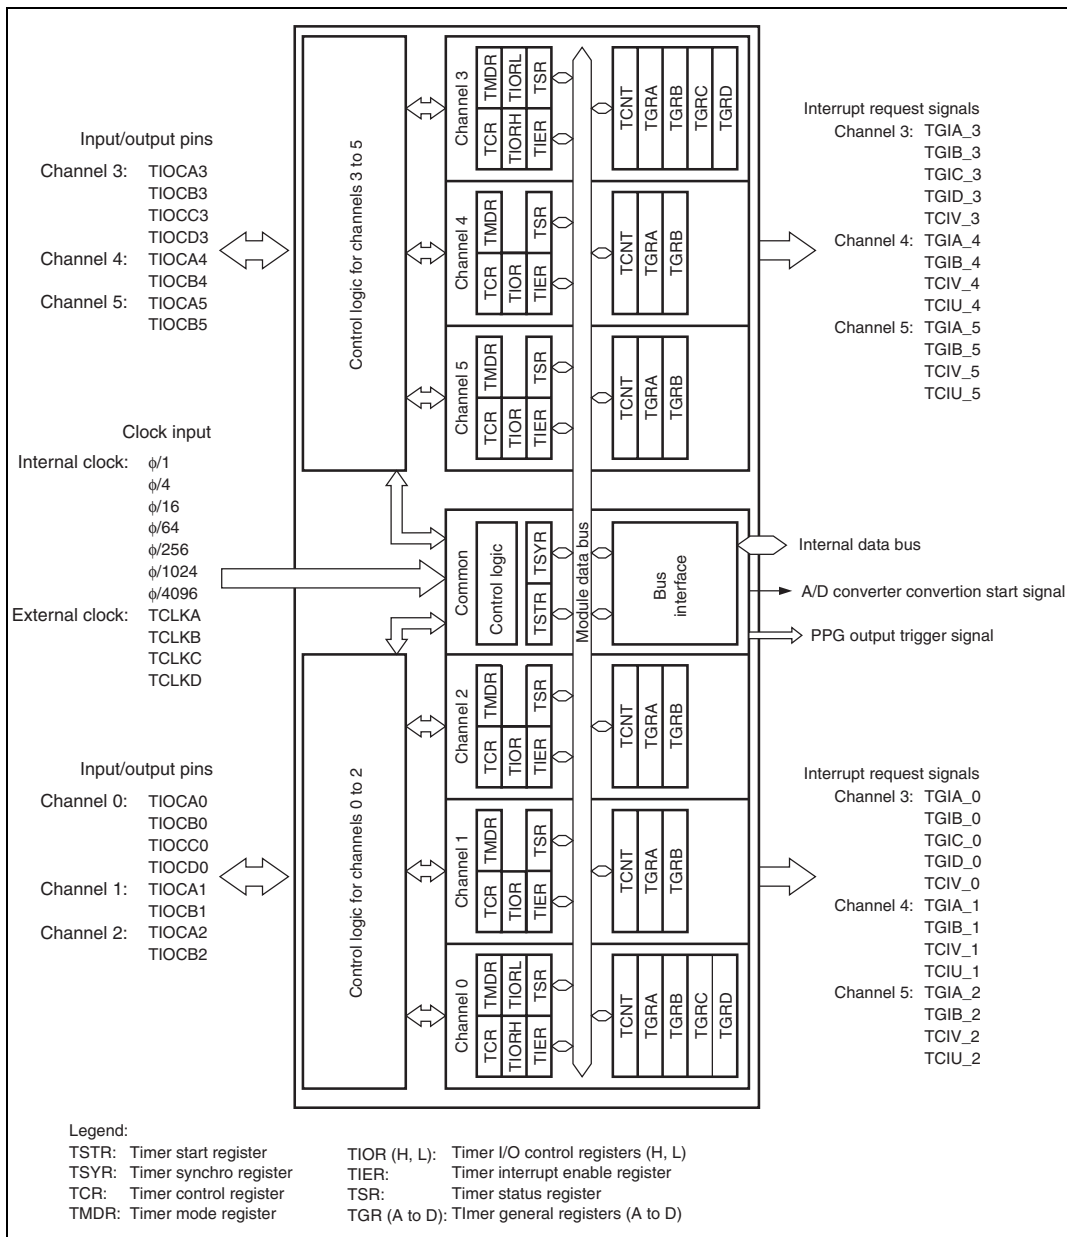 Input/output pins
Channel 3: TIOCA3
TIOCB3
TIOCC3
TIOCD3
Channel 4: TIOCA4
TIOCB4
Channel 5: TIOCA5
TIOCB5
Clock input
Internal clock: ϕ/1
ϕ/4
ϕ/16
ϕ/64
ϕ/256
ϕ/1024
ϕ/4096
External clock: TCLKA
TCLKB
TCLKC
TCLKD
Input/output pins
Channel 0: TIOCA0
TIOCB0
TIOCC0
TIOCD0
Channel 1: TIOCA1
TIOCB1
Channel 2: TIOCA2
TIOCB2
Control logic for channels 3 to 5
Control logic for channels 0 to 2
Channel 3
TCR TMDR
TIORH TIORL
TIER TSR
TCNT
TGRA
TGRB
TGRC
TGRD
Channel 4
TCR TMDR
TIOR
TIER TSR
TCNT
TGRA
TGRB
Channel 5
TCR TMDR
TIOR
TIER TSR
TCNT
TGRA
TGRB
Common
Control logic
TSTR TSYR
Module data bus
Bus
interface
Channel 2
TCR TMDR
TIOR
TIER TSR
TCNT
TGRA
TGRB
Channel 1
TCR TMDR
TIOR
TIER TSR
TCNT
TGRA
TGRB
Channel 0
TCR TMDR
TIORH TIORL
TIER TSR
TCNT
TGRA
TGRB
TGRC
TGRD
Interrupt request signals
Channel 3: TGIA_3
TGIB_3
TGIC_3
TGID_3
TCIV_3
Channel 4: TGIA_4
TGIB_4
TCIV_4
TCIU_4
Channel 5: TGIA_5
TGIB_5
TCIV_5
TCIU_5
Internal data bus
A/D converter convertion start signal
PPG output trigger signal
Interrupt request signals
Channel 3: TGIA_0
TGIB_0
TGIC_0
TGID_0
TCIV_0
Channel 4: TGIA_1
TGIB_1
TCIV_1
TCIU_1
Channel 5: TGIA_2
TGIB_2
TCIV_2
TCIU_2
Legend:
TSTR: Timer start register
TSYR: Timer synchro register
TCR: Timer control register
TMDR: Timer mode register
TIOR (H, L): Timer I/O control registers (H, L)
TIER: Timer interrupt enable register
TSR: Timer status register
TGR (A to D): TImer general registers (A to D)